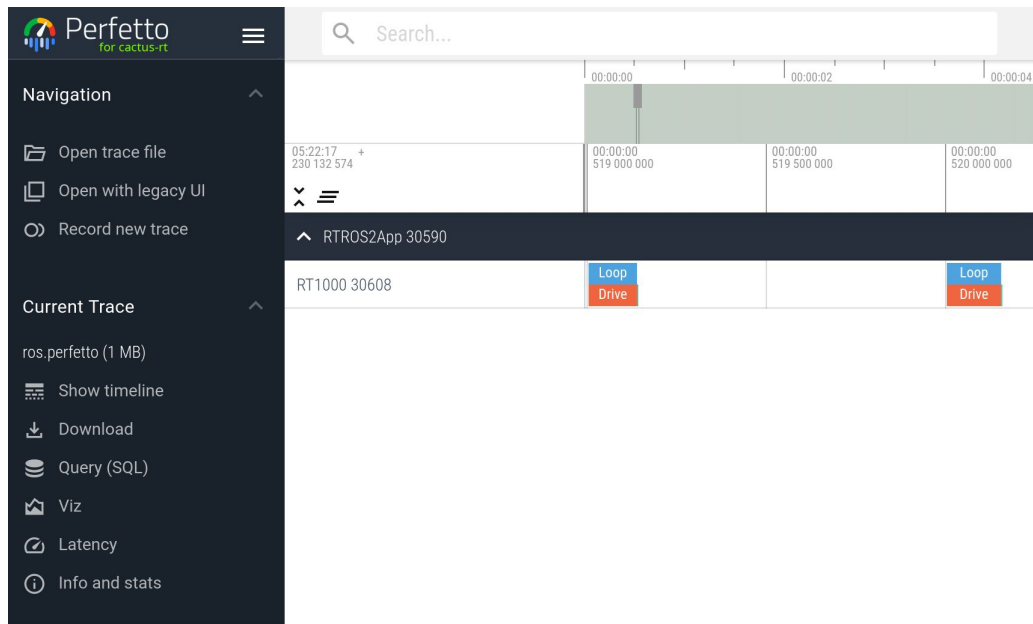 Perfetto
for cactus-rt
Search...
Navigation
Open trace file
Open with legacy UI
Record new trace
Current Trace
ros.perfetto (1 MB)
Show timeline
Download
Query (SQL)
Viz
Latency
Info and stats
00:00:00 00:00:02 00:00:04
05:22:17 + 00:00:00 00:00:00 00:00:00
230 132 574 519 000 000 519 500 000 520 000 000
RTROS2App 30590
RT1000 30608
Loop Loop
Drive Drive